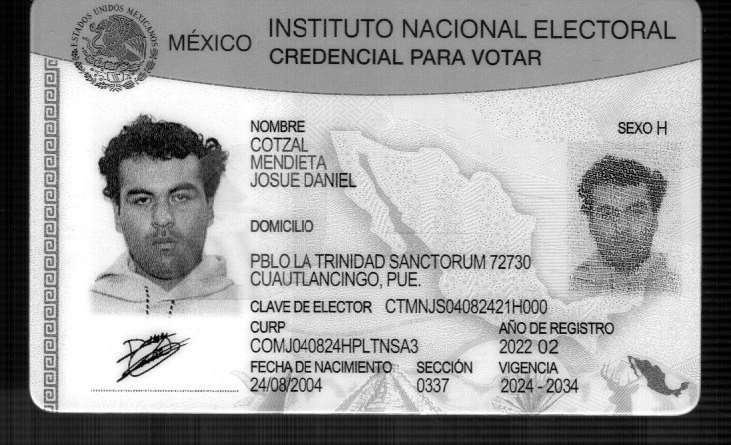 ESTADOS UNIDOS MEXICANOS
MÉXICO
INSTITUTO NACIONAL ELECTORAL
CREDENCIAL PARA VOTAR
NOMBRE
COTZAL
MENDIETA
JOSUE DANIEL
SEXO H
DOMICILIO
PBLO LA TRINIDAD SANCTORUM 72730
CUAUTLANCINGO, PUE.
CLAVE DE ELECTOR CTMNJS04082421H000
CURP
COMJ040824HPLTNSA3
AÑO DE REGISTRO
2022 02
FECHA DE NACIMIENTO
24/08/2004
SECCIÓN
0337
VIGENCIA
2024 - 2034